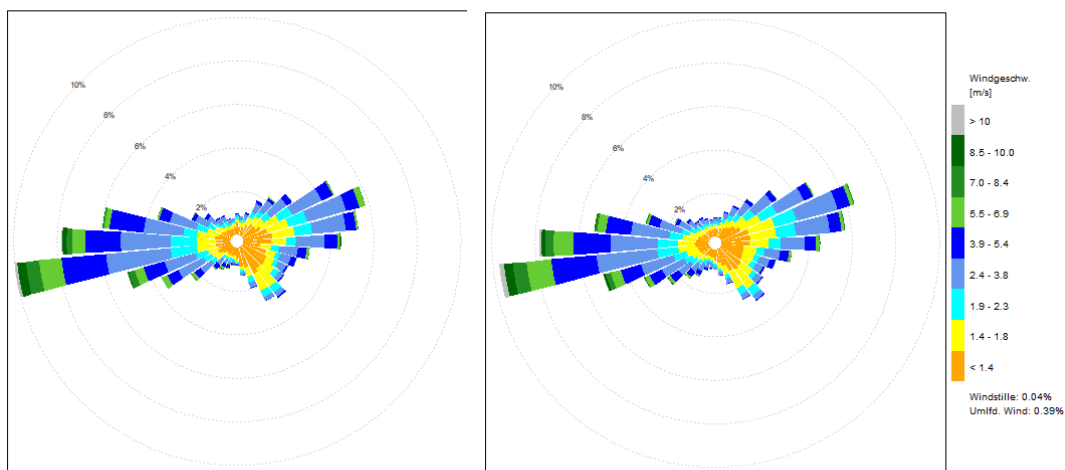 10%
8%
6%
4%
2%
10%
8%
6%
4%
2%
Windgeschw.
[m/s]
> 10
8.5 - 10.0
7.0 - 8.4
5.5 - 6.9
3.9 - 5.4
2.4 - 3.8
1.9 - 2.3
1.4 - 1.8
< 1.4
Windstille: 0.04%
Umlfd. Wind: 0.39%